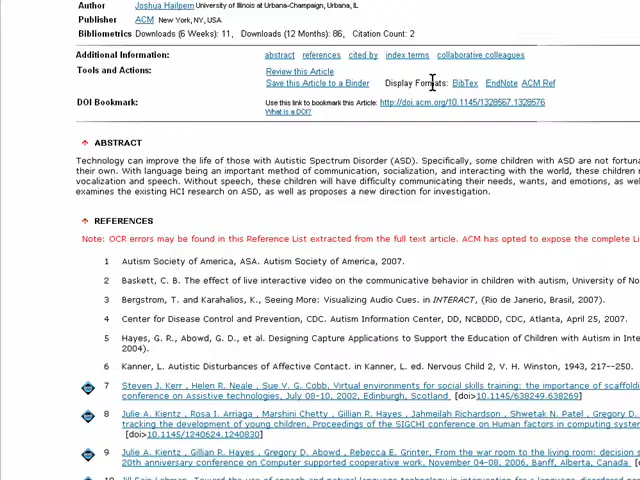 Author Joshua Hailpern University of Illinois at Urbana-Champaign, Urbana, IL
Publisher ACM New York, NY, USA
Bibliometrics Downloads (6 Weeks): 11, Downloads (12 Months): 86, Citation Count: 2
Additional Information: abstract references cited by index terms collaborative colleagues
Tools and Actions: Review this Article
Save this Article to a Binder Display Formats: BibTex EndNote ACM Ref
DOI Bookmark: Use this link to bookmark this Article: http://doi.acm.org/10.1145/1328567.1328576
What is a DOI?
ABSTRACT
Technology can improve the life of those with Autistic Spectrum Disorder (ASD). Specifically, some children with ASD are not fortuna
their own. With language being an important method of communication, socialization, and interacting with the world, these children r
vocalization and speech. Without speech, these children will have difficulty communicating their needs, wants, and emotions, as wel
examines the existing HCI research on ASD, as well as proposes a new direction for investigation.
REFERENCES
Note: OCR errors may be found in this Reference List extracted from the full text article. ACM has opted to expose the complete Li
1 Autism Society of America, ASA. Autism Society of America, 2007.
2 Baskett, C. B. The effect of live interactive video on the communicative behavior in children with autism, University of No
3 Bergstrom, T. and Karahalios, K., Seeing More: Visualizing Audio Cues. in INTERACT, (Rio de Janerio, Brasil, 2007).
4 Center for Disease Control and Prevention, CDC. Autism Information Center, DD, NCBDDD, CDC, Atlanta, April 25, 2007.
5 Hayes, G. R., Abowd, G. D., et al. Designing Capture Applications to Support the Education of Children with Autism in Inte
2004).
6 Kanner, L. Autistic Disturbances of Affective Contact. in Kanner, L. ed. Nervous Child 2, V. H. Winston, 1943, 217--250.
7 Steven J. Kerr , Helen R. Neale , Sue V. G. Cobb, Virtual environments for social skills training: the importance of scaffoldi
conference on Assistive technologies, July 08-10, 2002, Edinburgh, Scotland [doi>10.1145/638249.638269]
8 Julie A. Kientz , Rosa I. Arriaga , Marshini Chetty , Gillian R. Hayes , Jahmeilah Richardson , Shwetak N. Patel , Gregory D.
tracking the development of young children, Proceedings of the SIGCHI conference on Human factors in computing system
[doi>10.1145/1240624.1240830]
9 Julie A. Kientz , Gillian R. Hayes , Gregory D. Abowd , Rebecca E. Grinter, From the war room to the living room: decision s
20th anniversary conference on Computer supported cooperative work, November 04-08, 2006, Banff, Alberta, Canada [d